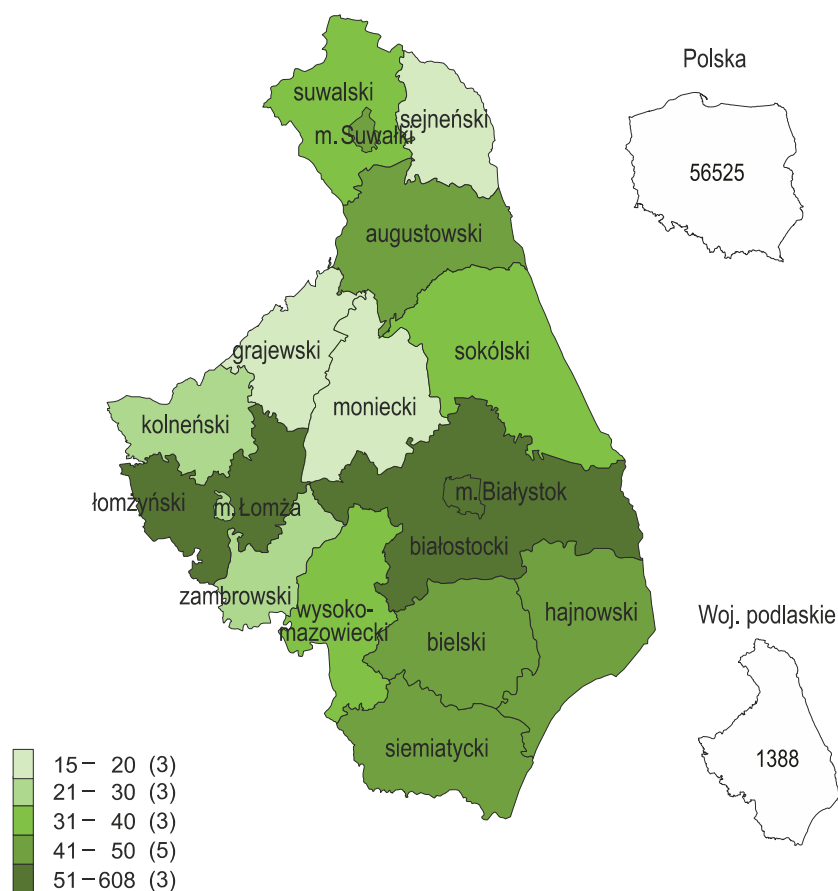 Polska
56525
suwalski
m. Suwałki
sejneński
augustowski
grajewski
sokólski
moniecki
kolneński
łomżyński
m. Łomża
m. Białystok
białostocki
zambrowski
wysoko-
mazowiecki
hajnowski
bielski
siemiatycki
Woj. podlaskie
1388
15 – 20 (3)
21 – 30 (3)
31 – 40 (3)
41 – 50 (5)
51 – 608 (3)